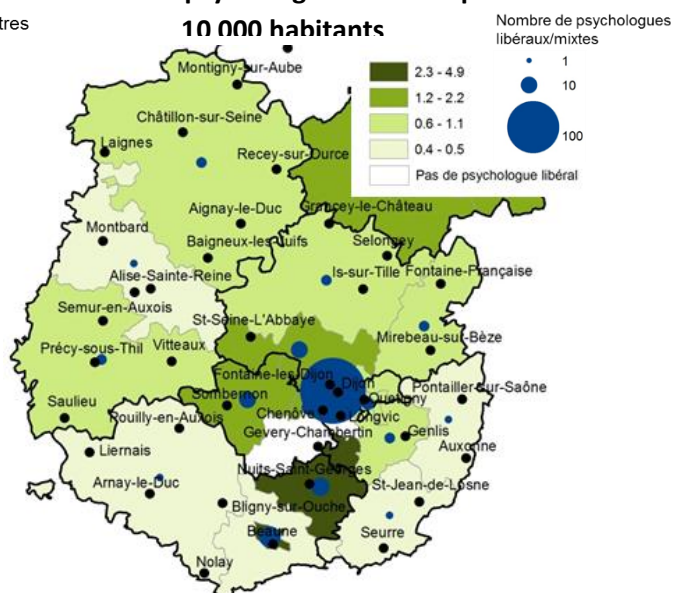 tres
10 000 habitants
Nombre de psychologues
libéraux/mixtes
1
10
100
2.3 - 4.9
1.2 - 2.2
0.6 - 1.1
0.4 - 0.5
Pas de psychologue libéral
Montigny-sur-Aube
Châtillon-sur-Seine
Laignes
Recey-sur-Ource
Grancey-le-Château
Aignay-le-Duc
Montbard
Baigneux-les-Juifs
Selongey
Is-sur-Tille
Fontaine-Française
Alise-Sainte-Reine
Semur-en-Auxois
St-Seine-L'Abbaye
Mirebeau-sur-Bèze
Précy-sous-Thil
Vitteaux
Fontaine-les-Dijon
Dijon
Pontailler-sur-Saône
Sombernon
Quetigny
Saulieu
Pouilly-en-Auxois
Chenôve
Longvic
Gevery-Chambertin
Genlis
Auxonne
Liernais
Nuits-Saint-Georges
Arnay-le-Duc
St-Jean-de-Losne
Bligny-sur-Ouche
Beaune
Seurre
Nolay